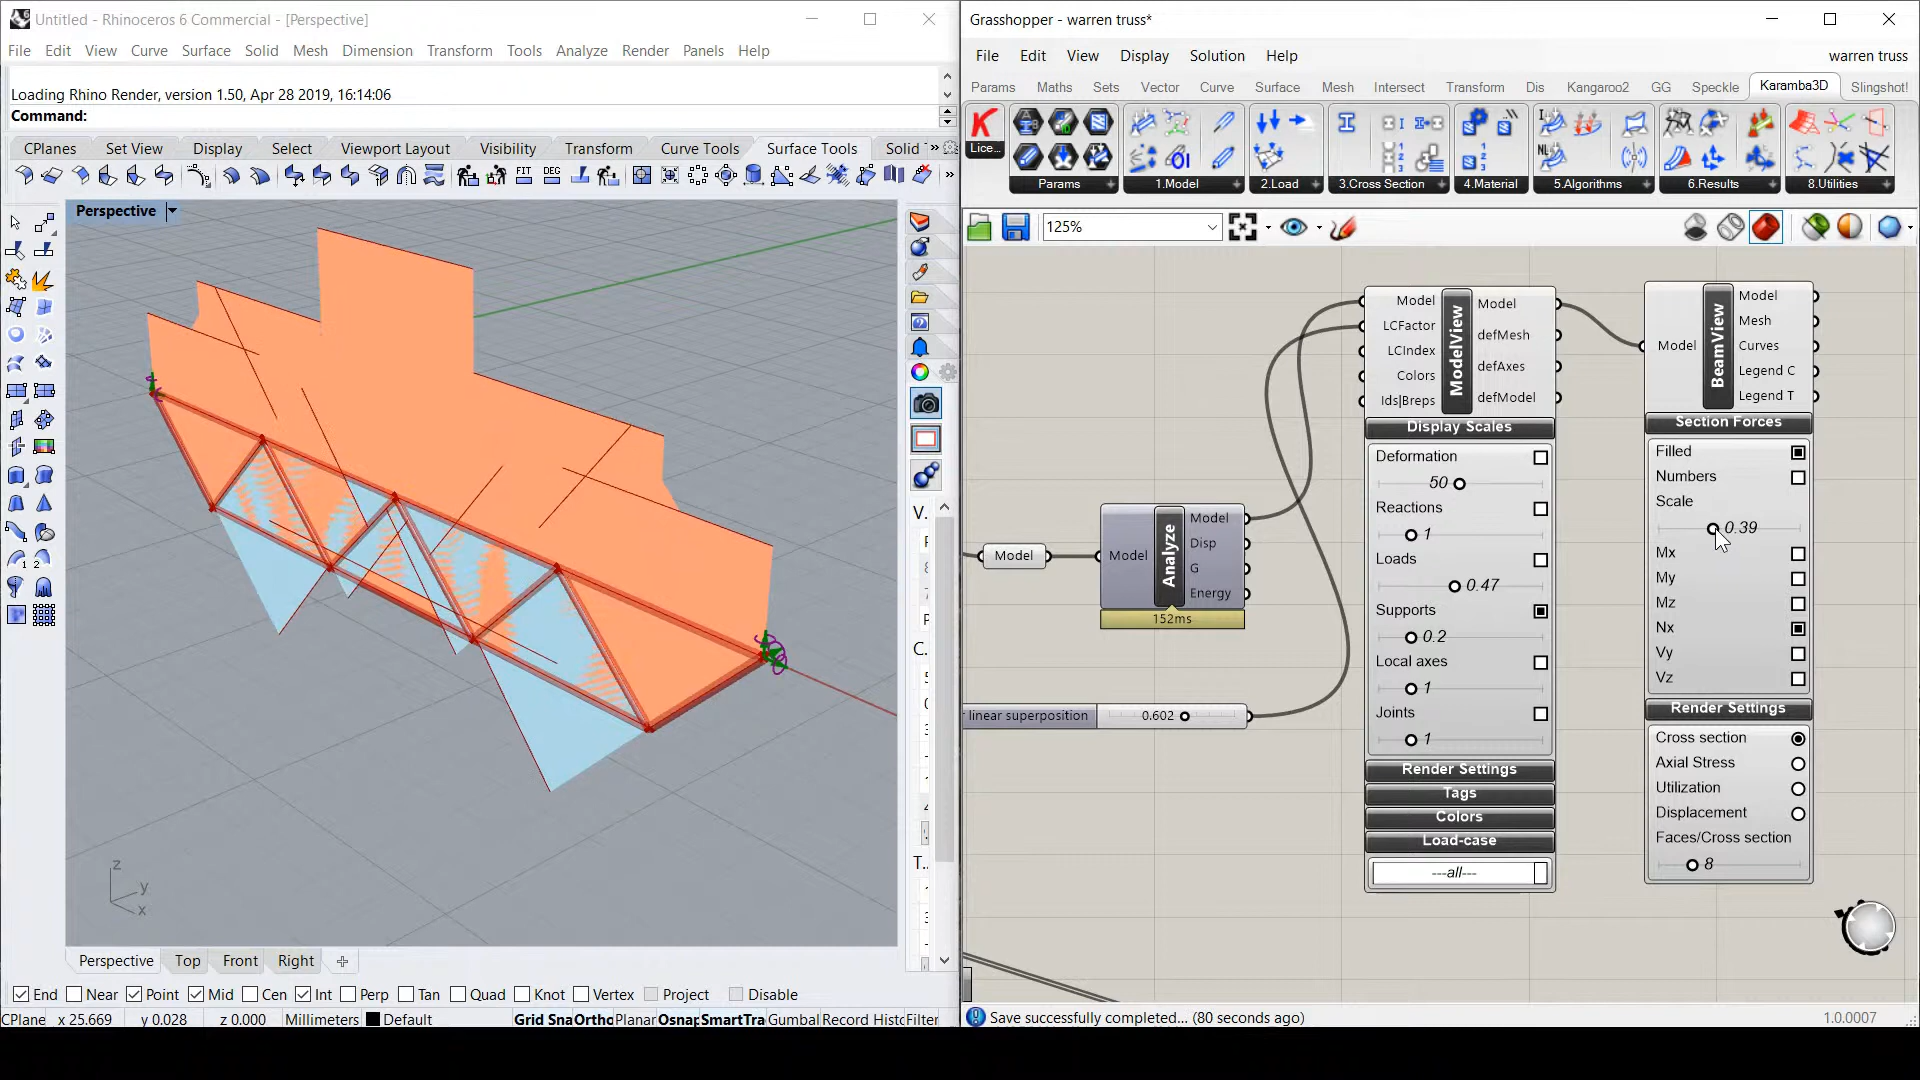 Untitled - Rhinoceros 6 Commercial - [Perspective]
File Edit View Curve Surface Solid Mesh Dimension Transform Tools Analyze Render Panels Help
Loading Rhino Render, version 1.50, Apr 28 2019, 16:14:06
Command:
CPlanes Set View Display Select Viewport Layout Visibility Transform Curve Tools Surface Tools Solid
Perspective
z
y
x
Perspective Top Front Right
End Near Point Mid Cen Int Perp Tan Quad Knot Vertex Project Disable
CPlane x 25.669 y 0.028 z 0.000 Millimeters Default Grid Sna Ortho Planar Osnap SmartTra Gumbal Record Histo Filter
V.
C.
T..
Grasshopper - warren truss*
File Edit View Display Solution Help warren truss
Params Maths Sets Vector Curve Surface Mesh Intersect Transform Dis Kangaroo2 GG Speckle Karamba3D Slingshot!
Lice...
Params 1.Model 2.Load 3.Cross Section 4.Material 5.Algorithms 6.Results 8.Utilities
125%
Model
Model
Analyze
Model
Disp
G
Energy
152ms
linear superposition 0.602
Model
LCFactor
LCIndex
Colors
Ids|Breps
ModelView
Model
defMesh
defAxes
defModel
Display Scales
Deformation
50
Reactions
1
Loads
0.47
Supports
0.2
Local axes
1
Joints
1
Render Settings
Tags
Colors
Load-case
---all---
Model
BeamView
Model
Mesh
Curves
Legend C
Legend T
Section Forces
Filled
Numbers
Scale
0.39
Mx
My
Mz
Nx
Vy
Vz
Render Settings
Cross section
Axial Stress
Utilization
Displacement
Faces/Cross section
8
Save successfully completed... (80 seconds ago)
1.0.0007